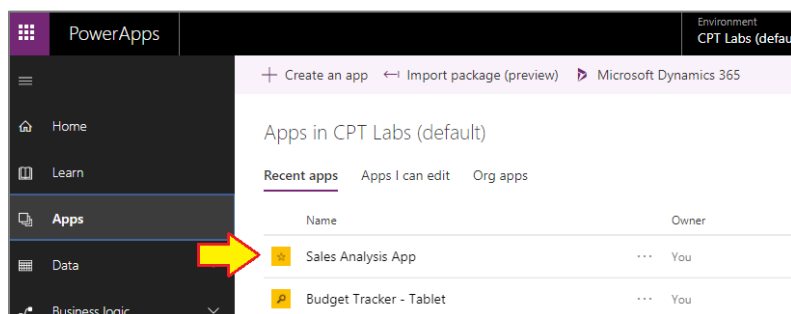 PowerApps
Environment
CPT Labs (defau
Create an app Import package (preview) Microsoft Dynamics 365
Home
Learn
Apps
Data
Business logic
Apps in CPT Labs (default)
Recent apps Apps I can edit Org apps
Name Owner
Sales Analysis App ... You
Budget Tracker - Tablet ... You